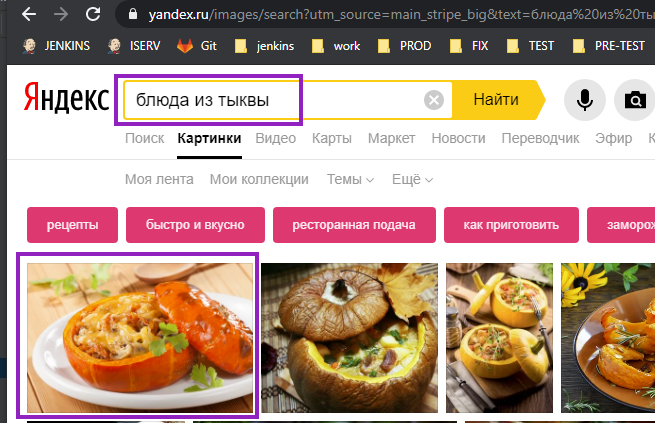 yandex.ru/images/search?utm_source=main_stripe_big&text=блюда%20из%20ты
JENKINS ISERV Git jenkins work PROD FIX TEST PRE-TEST
Яндекс блюда из тыквы Найти
Поиск Картинки Видео Карты Маркет Новости Переводчик Эфир К
Моя лента Мои коллекции Темы Ещё
рецепты быстро и вкусно ресторанная подача как приготовить заморож